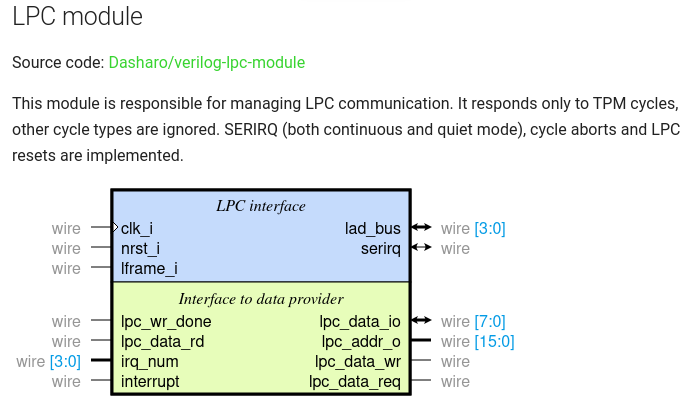 LPC module
Source code: Dasharo/verilog-lpc-module
This module is responsible for managing LPC communication. It responds only to TPM cycles,
other cycle types are ignored. SERIRQ (both continuous and quiet mode), cycle aborts and LPC
resets are implemented.
LPC interface
wire clk_i lad_bus wire [3:0]
wire nrst_i serirq wire
wire lframe_i
Interface to data provider
wire lpc_wr_done lpc_data_io wire [7:0]
wire lpc_data_rd lpc_addr_o wire [15:0]
wire [3:0] irq_num lpc_data_wr wire
wire interrupt lpc_data_req wire